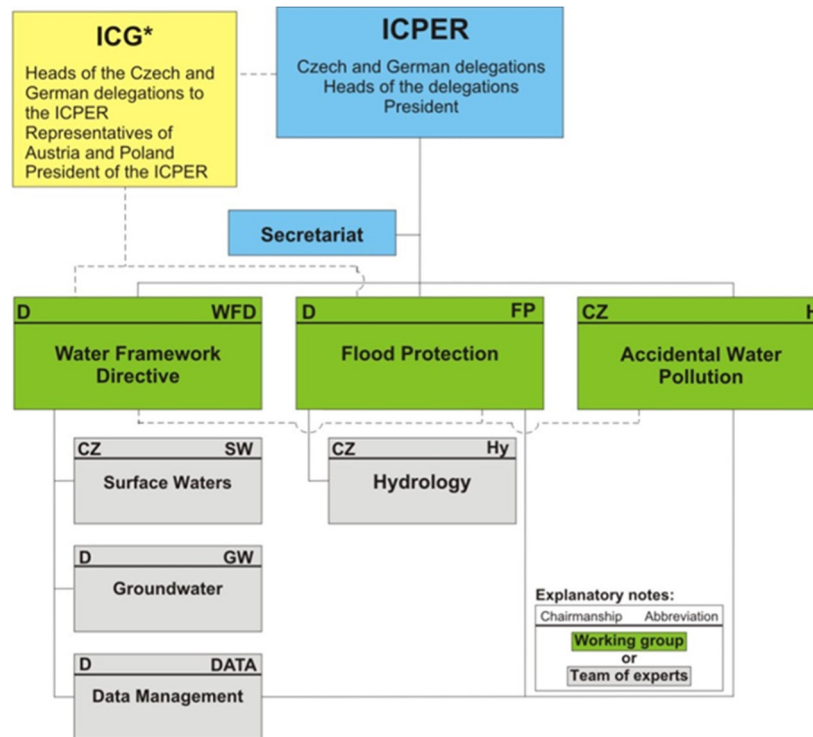 ICG*
Heads of the Czech and
German delegations to
the ICPER
Representatives of
Austria and Poland
President of the ICPER
ICPER
Czech and German delegations
Heads of the delegations
President
Secretariat
D WFD
Water Framework
Directive
D FP
Flood Protection
CZ H
Accidental Water
Pollution
CZ SW
Surface Waters
CZ Hy
Hydrology
D GW
Groundwater
D DATA
Data Management
Explanatory notes:
Chairmanship Abbreviation
Working group
or
Team of experts